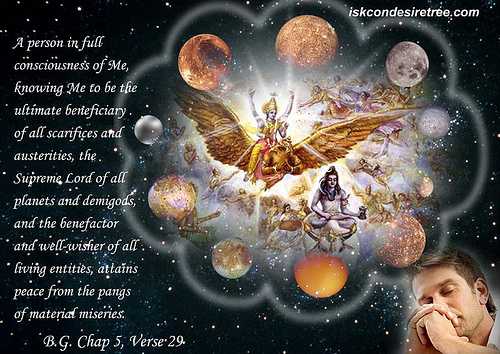 iskcondesiretree.com
A person in full
consciousness of Me,
knowing Me to be the
ultimate beneficiary
of all scarifices and
austerities, the
Supreme Lord of all
planets and demigods,
and the benefactor
and well-wisher of all
living entities, attains
peace from the pangs
of material miseries.
B.G. Chap 5, Verse 29